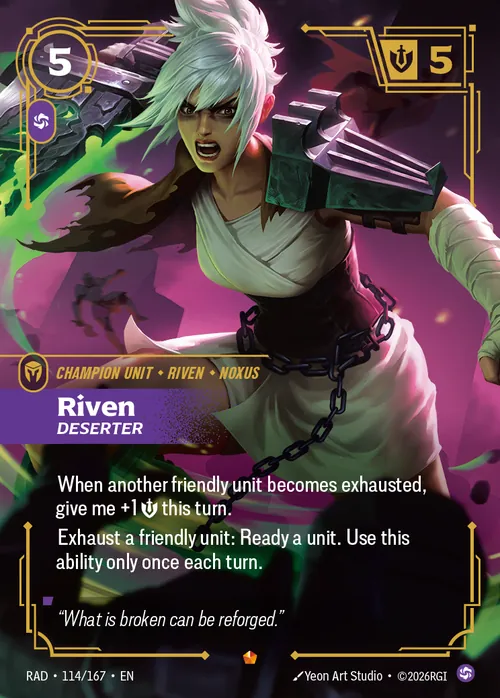 5
5
CHAMPION UNIT • RIVEN • NOXUS
Riven
DESERTER
When another friendly unit becomes exhausted,
give me +1 this turn.
Exhaust a friendly unit: Ready a unit. Use this
ability only once each turn.
“What is broken can be reforged.”
RAD • 114/167 • EN
Yeon Art Studio • ©2026RGI